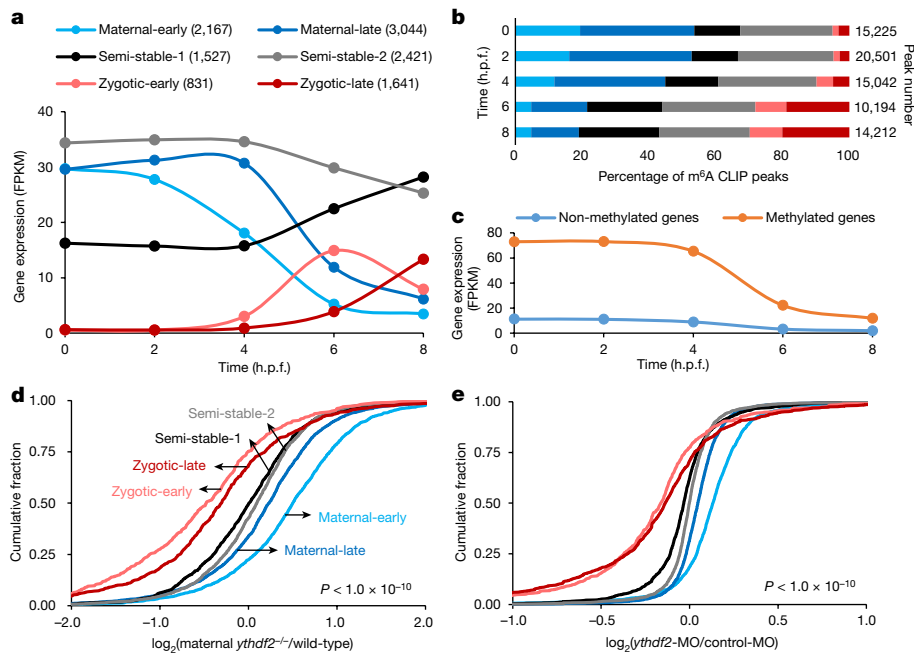 a
Maternal-early (2,167)
Maternal-late (3,044)
Semi-stable-1 (1,527)
Semi-stable-2 (2,421)
Zygotic-early (831)
Zygotic-late (1,641)
Gene expression (FPKM)
40
30
20
10
0
0 2 4 6 8
Time (h.p.f.)
b
Time (h.p.f.)
0 15,225
2 20,501
4 15,042
6 10,194
8 14,212
Peak number
0 20 40 60 80 100
Percentage of m⁶A CLIP peaks
c
Non-methylated genes Methylated genes
Gene expression
(FPKM)
80
60
40
20
0
0 2 4 6 8
Time (h.p.f.)
d
Cumulative fraction
1.00
0.75
0.50
0.25
0.00
Semi-stable-2
Semi-stable-1
Zygotic-late
Zygotic-early
Maternal-early
Maternal-late
P < 1.0 × 10⁻¹⁰
-2.0 -1.0 0.0 1.0 2.0
log₂(maternal ythdf2⁻/⁻/wild-type)
e
Cumulative fraction
1.00
0.75
0.50
0.25
0.00
P < 1.0 × 10⁻¹⁰
-1.0 -0.5 0.0 0.5 1.0
log₂(ythdf2-MO/control-MO)